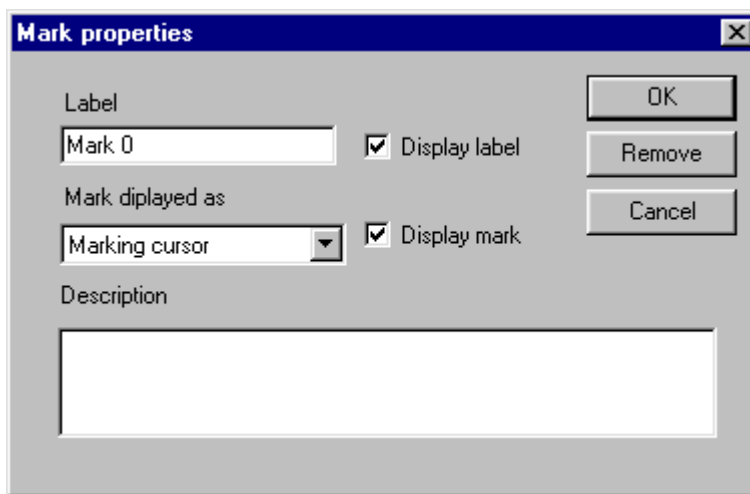 Mark properties
Label
OK
Mark 0
Display label
Remove
Mark diplayed as
Cancel
Marking cursor
Display mark
Description